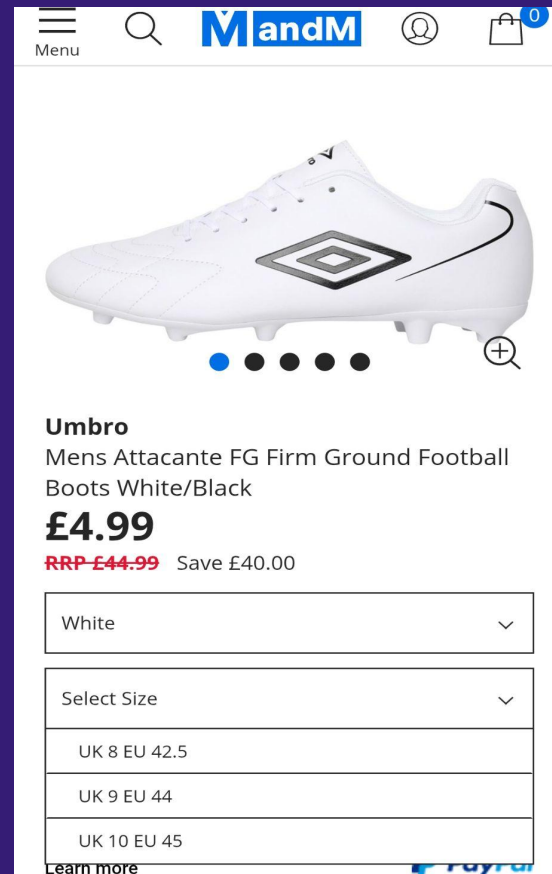 Menu
MandM
0
Umbro
Mens Attacante FG Firm Ground Football
Boots White/Black
£4.99
RRP £44.99 Save £40.00
White
Select Size
UK 8 EU 42.5
UK 9 EU 44
UK 10 EU 45
Learn more PayPal